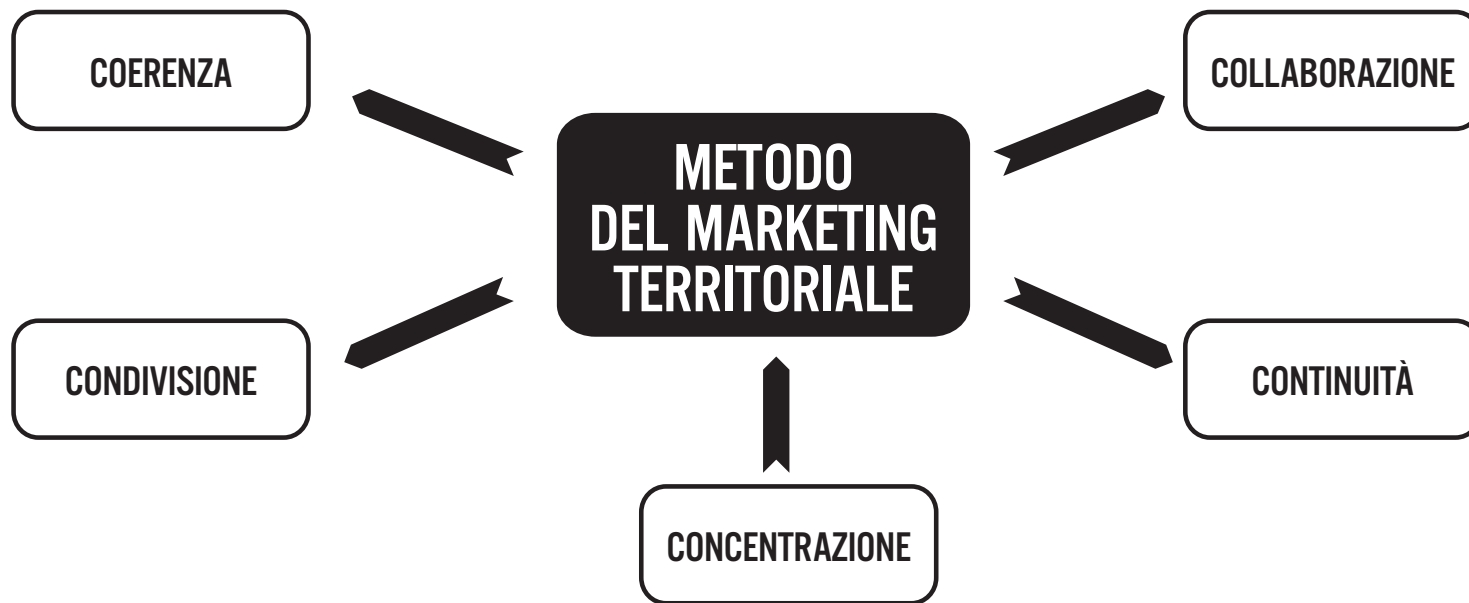 COERENZA
COLLABORAZIONE
METODO
DEL MARKETING
TERRITORIALE
CONDIVISIONE
CONTINUITÀ
CONCENTRAZIONE